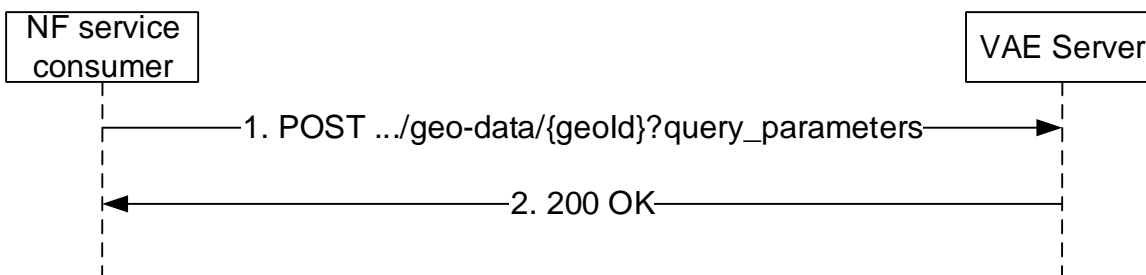 NF service
consumer
VAE Server
1. POST .../geo-data/{geoId}?query_parameters
2. 200 OK